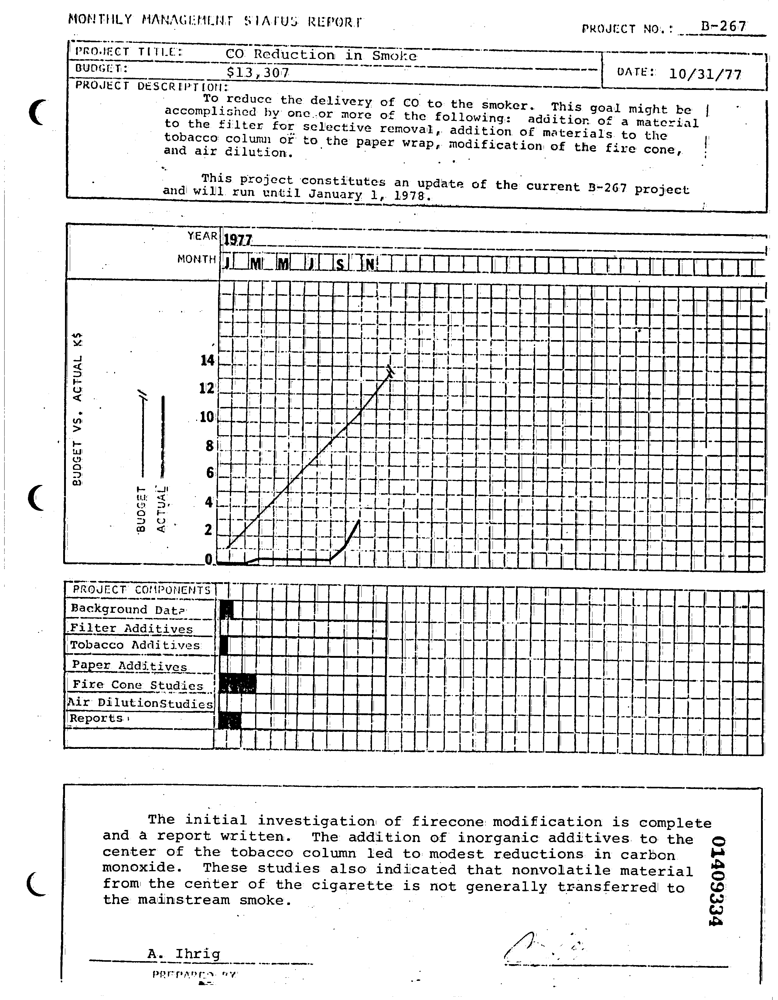 MONTHLY MANAGEMENT STATUS REPORT
PROJECT NO.: B-267
PROJECT TITLE: CO Reduction in Smoke
BUDGET: $13,307
DATE: 10/31/77
PROJECT DESCRIPTION:
To reduce the delivery of CO to the smoker. This goal might be
accomplished by one or more of the following: addition of a material
to the filter for selective removal, addition of materials to the
tobacco column or to the paper wrap, modification of the fire cone,
and air dilution.
This project constitutes an update of the current B-267 project
and will run until January 1, 1978.
YEAR 1977
MONTH J M M J S N
BUDGET VS. ACTUAL K$
BUDGET
ACTUAL
14
12
10
8
6
4
2
0
PROJECT COMPONENTS
Background Data
Filter Additives
Tobacco Additives
Paper Additives
Fire Cone Studies
Air DilutionStudies
Reports
The initial investigation of firecone modification is complete
and a report written. The addition of inorganic additives to the
center of the tobacco column led to modest reductions in carbon
monoxide. These studies also indicated that nonvolatile material
from the center of the cigarette is not generally transferred to
the mainstream smoke.
01409334
A. Ihrig
PREPARED BY